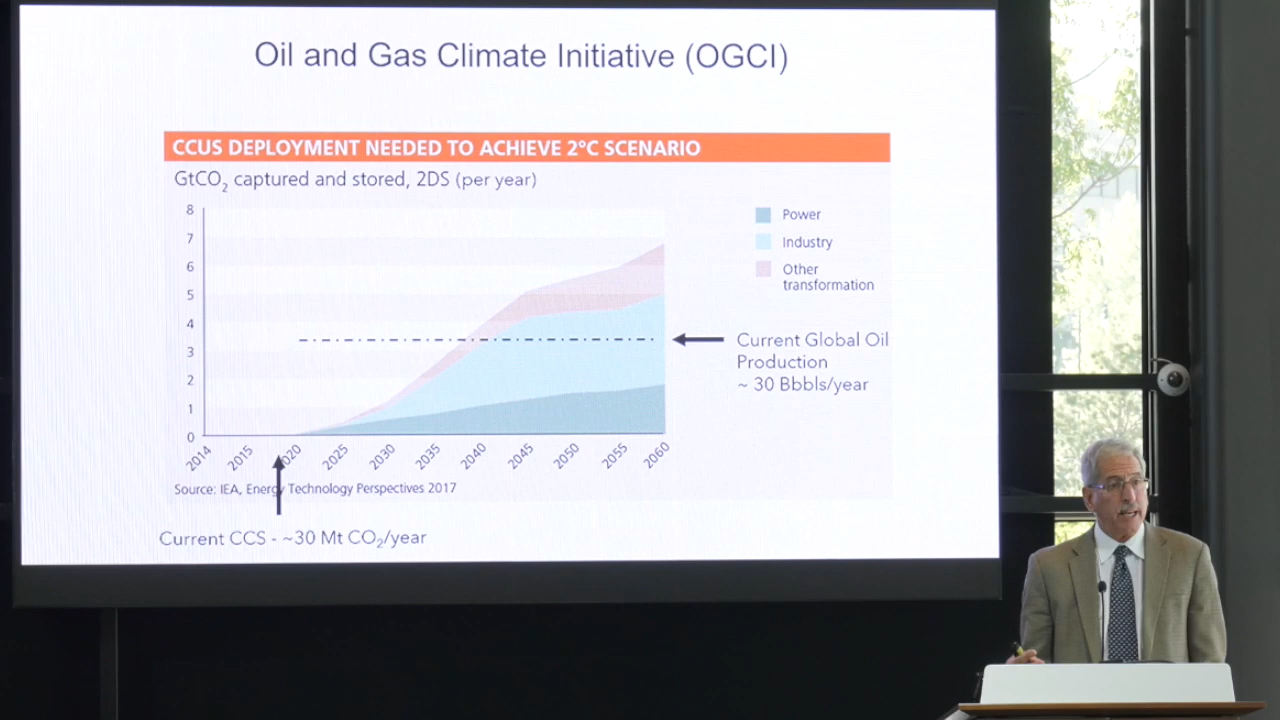 Oil and Gas Climate Initiative (OGCI)
CCUS DEPLOYMENT NEEDED TO ACHIEVE 2°C SCENARIO
GtCO₂ captured and stored, 2DS (per year)
8
7
6
5
4
3
2
1
0
2014
2015
2020
2025
2030
2035
2040
2045
2050
2055
2060
Power
Industry
Other
transformation
Current Global Oil
Production
~ 30 Bbbls/year
Source: IEA, Energy Technology Perspectives 2017
Current CCS - ~30 Mt CO₂/year